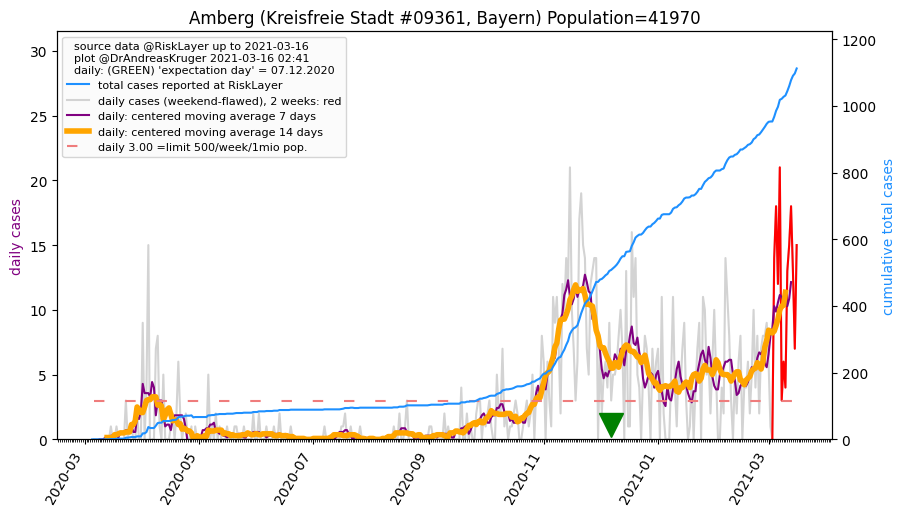 Amberg (Kreisfreie Stadt #09361, Bayern) Population=41970
source data @RiskLayer up to 2021-03-16
plot @DrAndreasKruger 2021-03-16 02:41
daily: (GREEN) 'expectation day' = 07.12.2020
total cases reported at RiskLayer
daily cases (weekend-flawed), 2 weeks: red
daily: centered moving average 7 days
daily: centered moving average 14 days
daily 3.00 =limit 500/week/1mio pop.
daily cases
30
25
20
15
10
5
0
cumulative total cases
1200
1000
800
600
400
200
0
2020-03
2020-05
2020-07
2020-09
2020-11
2021-01
2021-03